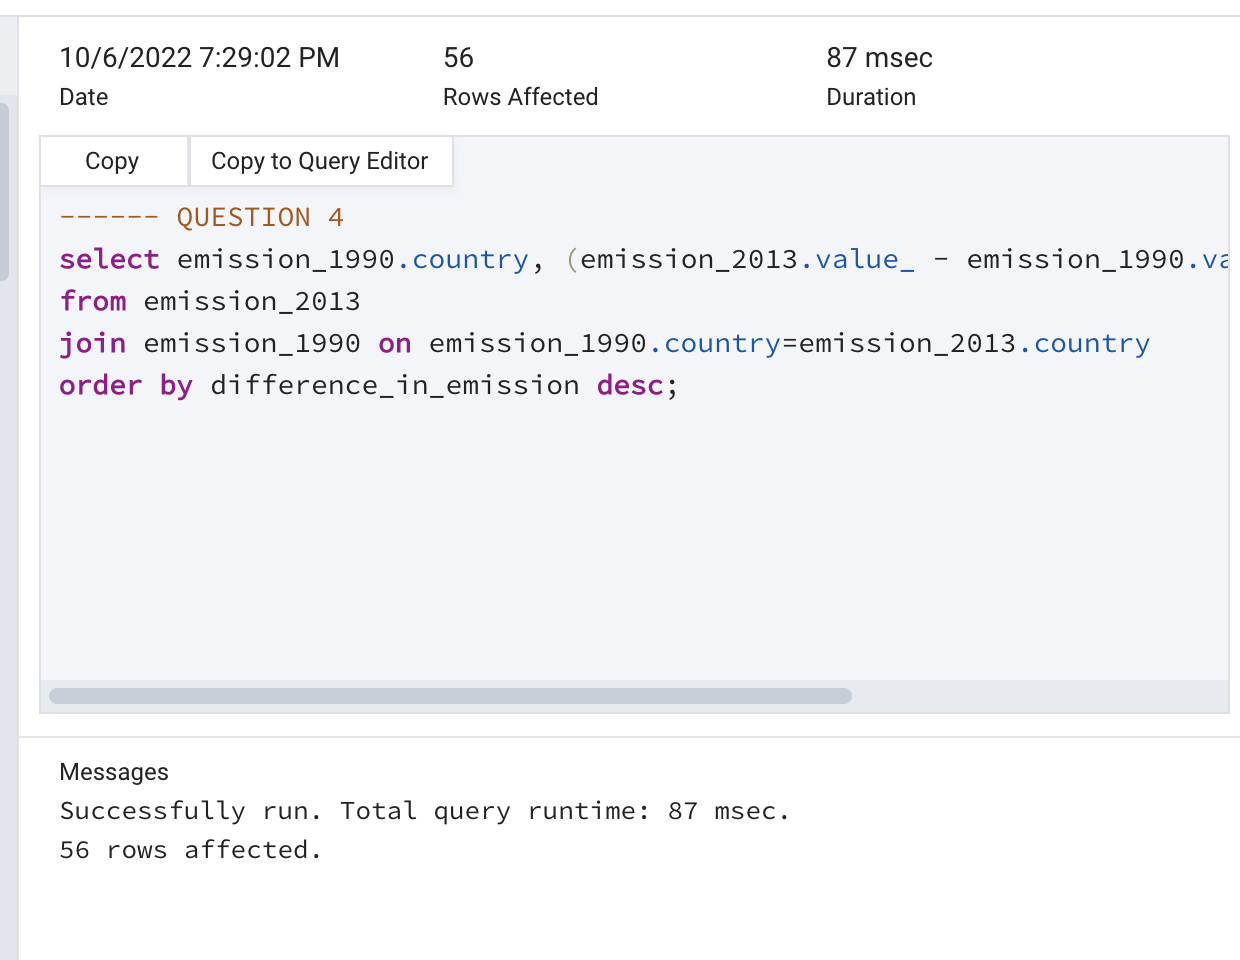 10/6/2022 7:29:02 PM 56 87 msec
Date Rows Affected Duration
Copy Copy to Query Editor
------ QUESTION 4
select emission_1990.country, (emission_2013.value_ - emission_1990.va
from emission_2013
join emission_1990 on emission_1990.country=emission_2013.country
order by difference_in_emission desc;
Messages
Successfully run. Total query runtime: 87 msec.
56 rows affected.